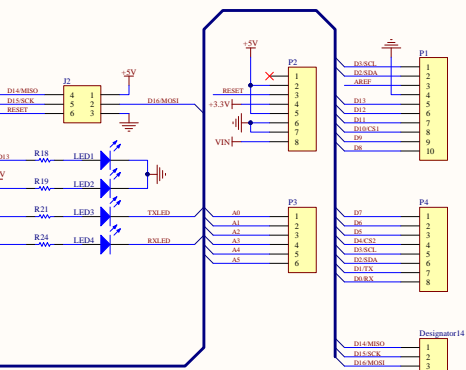 +5V
P2
1
2
3
4
5
6
7
8
RESET
+3.3V
VIN
P1
D3/SCL 1
D2/SDA 2
AREF 3
4
D13 5
D12 6
D11 7
D10/CS1 8
D9 9
D8 10
J2
+5V
D14/MISO 4 1
D15/SCK 5 2 D16/MOSI
RESET 6 3
D13
R18 LED1
R19 LED2
R21 LED3 TXLED
R24 LED4 RXLED
P3
A0 1
A1 2
A2 3
A3 4
A4 5
A5 6
P4
D7 1
D6 2
D5 3
D4/CS2 4
D3/SCL 5
D2/SDA 6
D1/TX 7
D0/RX 8
Designator14
D14/MISO 1
D15/SCK 2
D16/MOSI 3